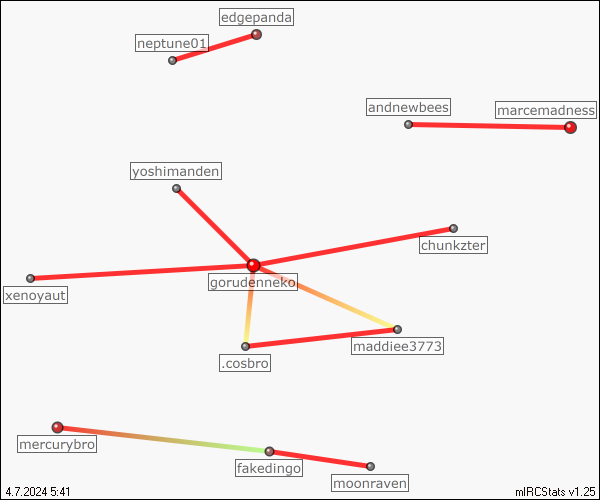 edgepanda
neptune01
andnewbees
marcemadness
yoshimanden
chunkzter
gorudenneko
xenoyaut
maddiee3773
.cosbro
mercurybro
fakedingo
moonraven
4.7.2024 5:41
mIRCStats v1.25